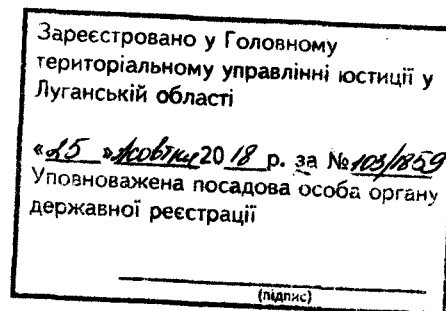 Зареєстровано у Головному
територіальному управлінні юстиції у
Луганській області
«25» жовтня 2018 р. за №103/1859
Уповноважена посадова особа органу
державної реєстрації
(підпис)